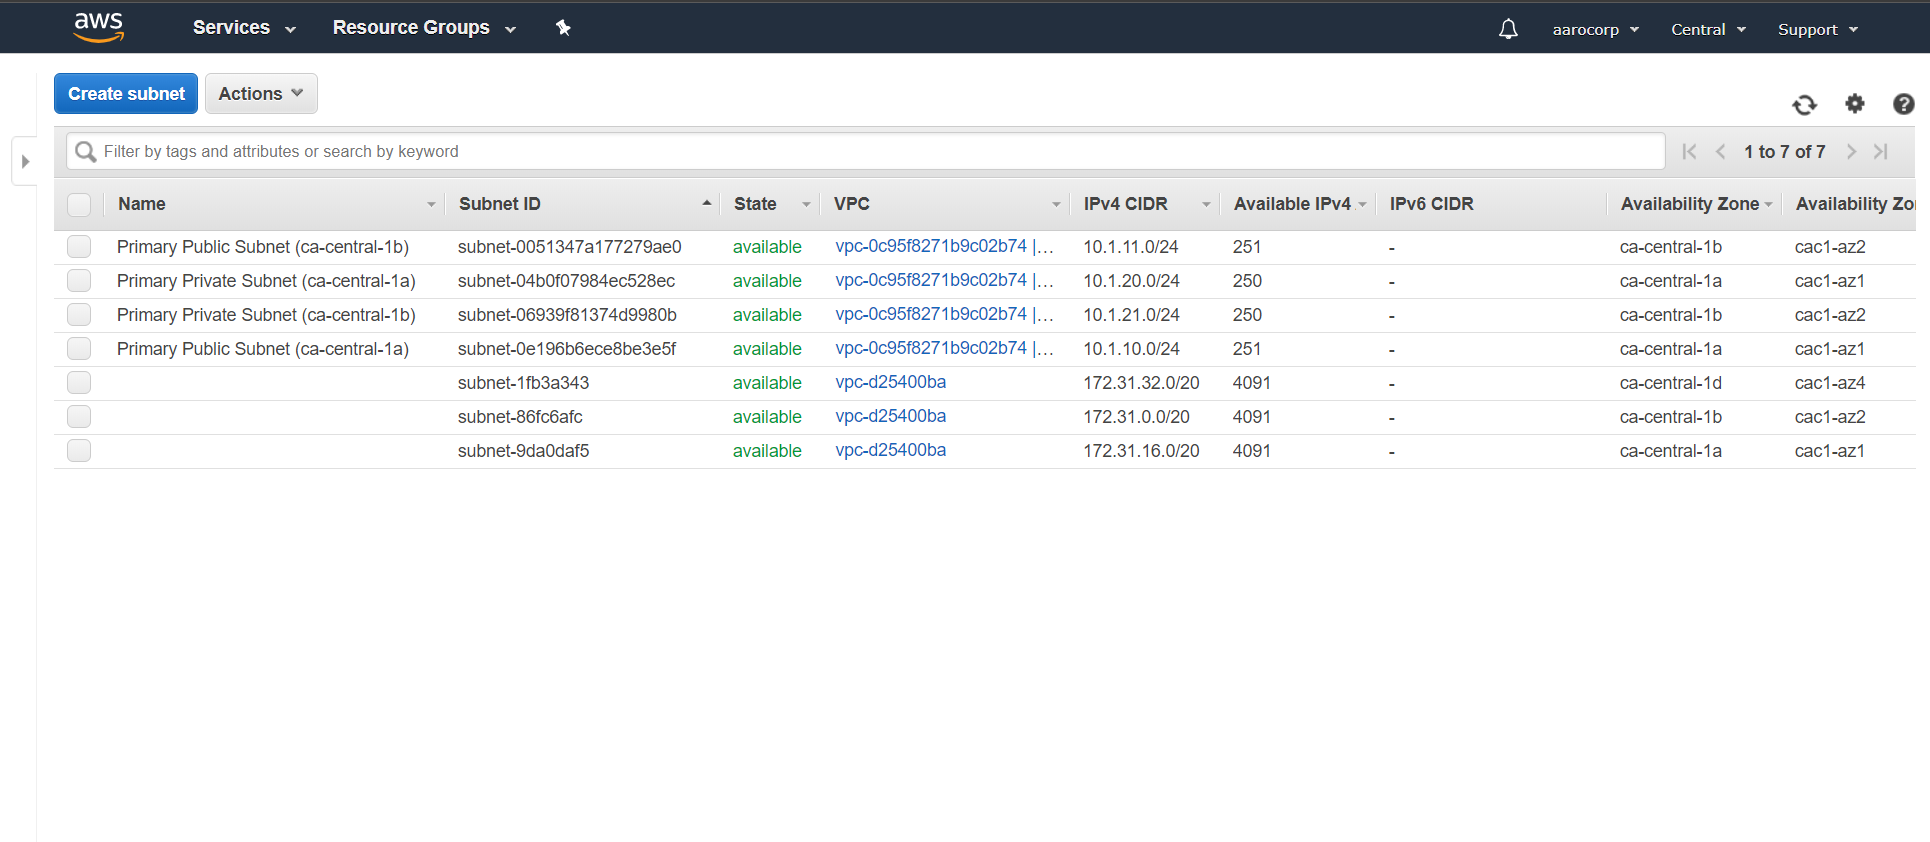 aws Services Resource Groups aarocorp Central Support
Create subnet Actions
Filter by tags and attributes or search by keyword 1 to 7 of 7
Name Subnet ID State VPC IPv4 CIDR Available IPv4 IPv6 CIDR Availability Zone Availability Zo
Primary Public Subnet (ca-central-1b) subnet-0051347a177279ae0 available vpc-0c95f8271b9c02b74 |... 10.1.11.0/24 251 - ca-central-1b cac1-az2
Primary Private Subnet (ca-central-1a) subnet-04b0f07984ec528ec available vpc-0c95f8271b9c02b74 |... 10.1.20.0/24 250 - ca-central-1a cac1-az1
Primary Private Subnet (ca-central-1b) subnet-06939f81374d9980b available vpc-0c95f8271b9c02b74 |... 10.1.21.0/24 250 - ca-central-1b cac1-az2
Primary Public Subnet (ca-central-1a) subnet-0e196b6ece8be3e5f available vpc-0c95f8271b9c02b74 |... 10.1.10.0/24 251 - ca-central-1a cac1-az1
subnet-1fb3a343 available vpc-d25400ba 172.31.32.0/20 4091 - ca-central-1d cac1-az4
subnet-86fc6afc available vpc-d25400ba 172.31.0.0/20 4091 - ca-central-1b cac1-az2
subnet-9da0daf5 available vpc-d25400ba 172.31.16.0/20 4091 - ca-central-1a cac1-az1